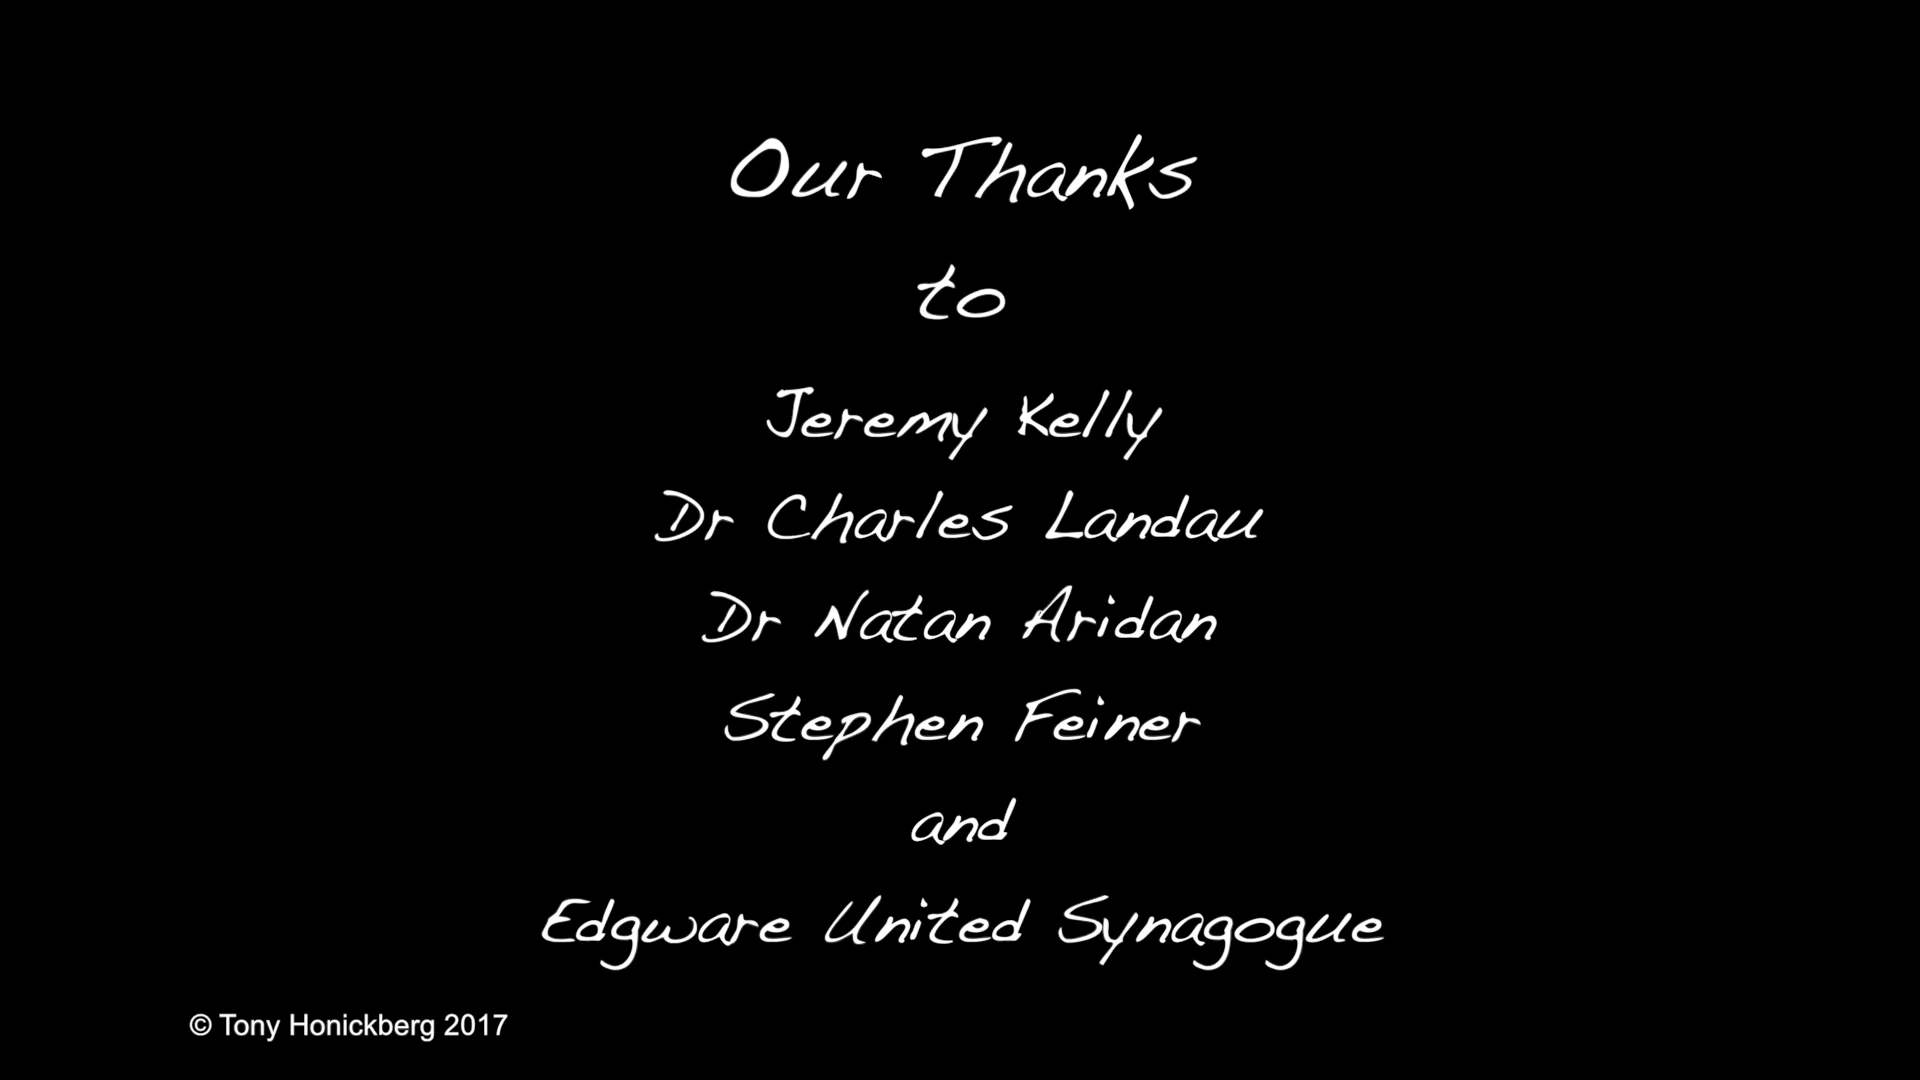 Our Thanks
to
Jeremy Kelly
Dr Charles Landau
Dr Natan Aridan
Stephen Feiner
and
Edgware United Synagogue
© Tony Honickberg 2017